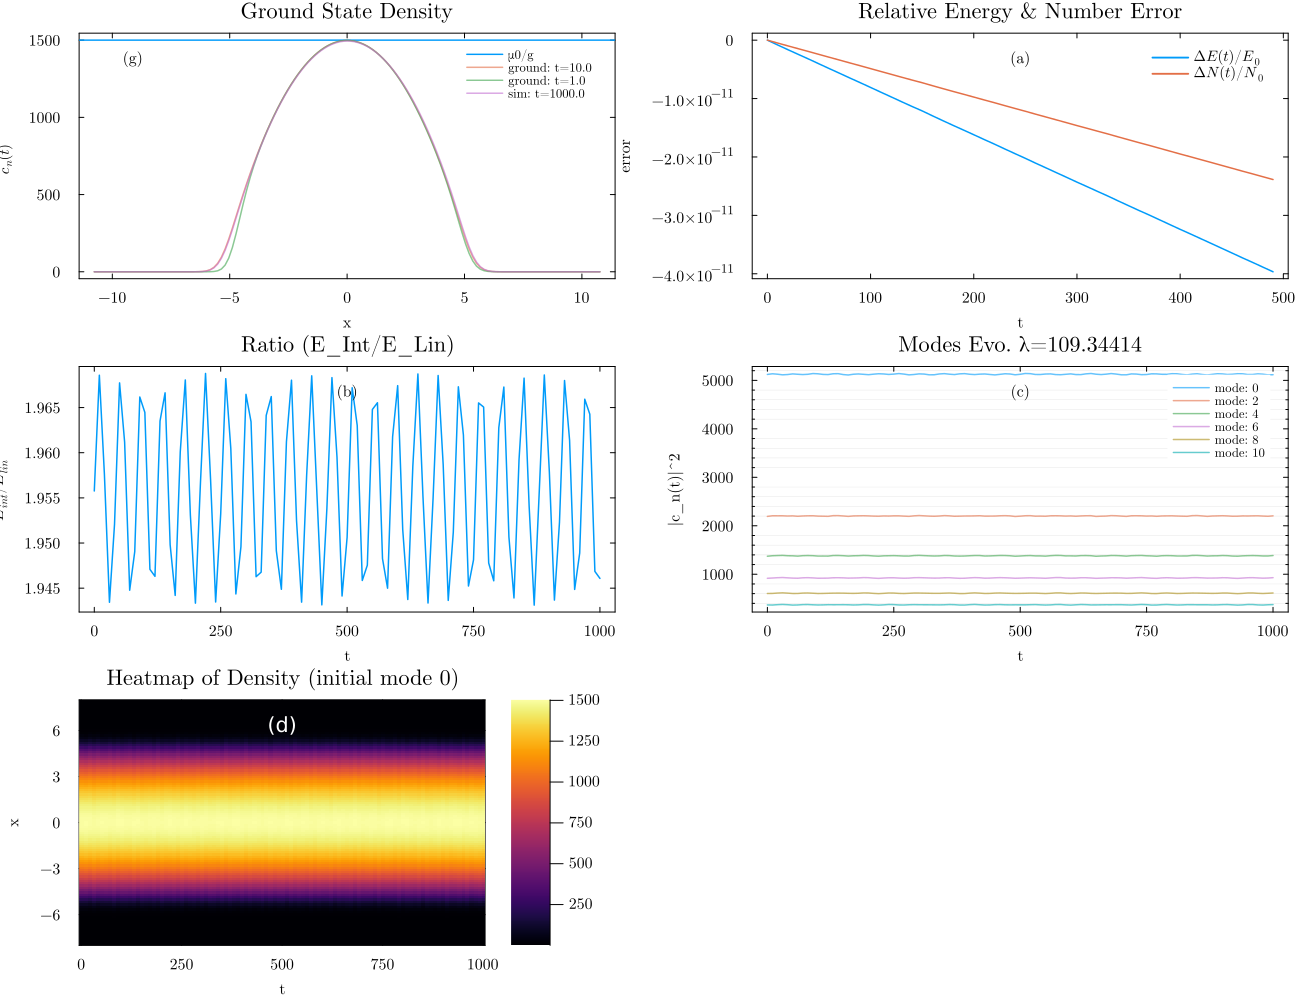 Ground State Density
(g)
μ0/g
ground: t=10.0
ground: t=1.0
sim: t=1000.0
1500
1000
500
0
c_n(t)
−10
−5
0
5
10
x
Relative Energy & Number Error
(a)
ΔE(t)/E₀
ΔN(t)/N₀
0
−1.0×10⁻¹¹
−2.0×10⁻¹¹
−3.0×10⁻¹¹
−4.0×10⁻¹¹
error
0
100
200
300
400
500
t
Ratio (E_Int/E_Lin)
(b)
1.965
1.960
1.955
1.950
1.945
0
250
500
750
1000
t
Modes Evo. λ=109.34414
(c)
mode: 0
mode: 2
mode: 4
mode: 6
mode: 8
mode: 10
5000
4000
3000
2000
1000
|c_n(t)|^2
0
250
500
750
1000
t
Heatmap of Density (initial mode 0)
(d)
6
3
0
−3
−6
x
0
250
500
750
1000
t
1500
1250
1000
750
500
250